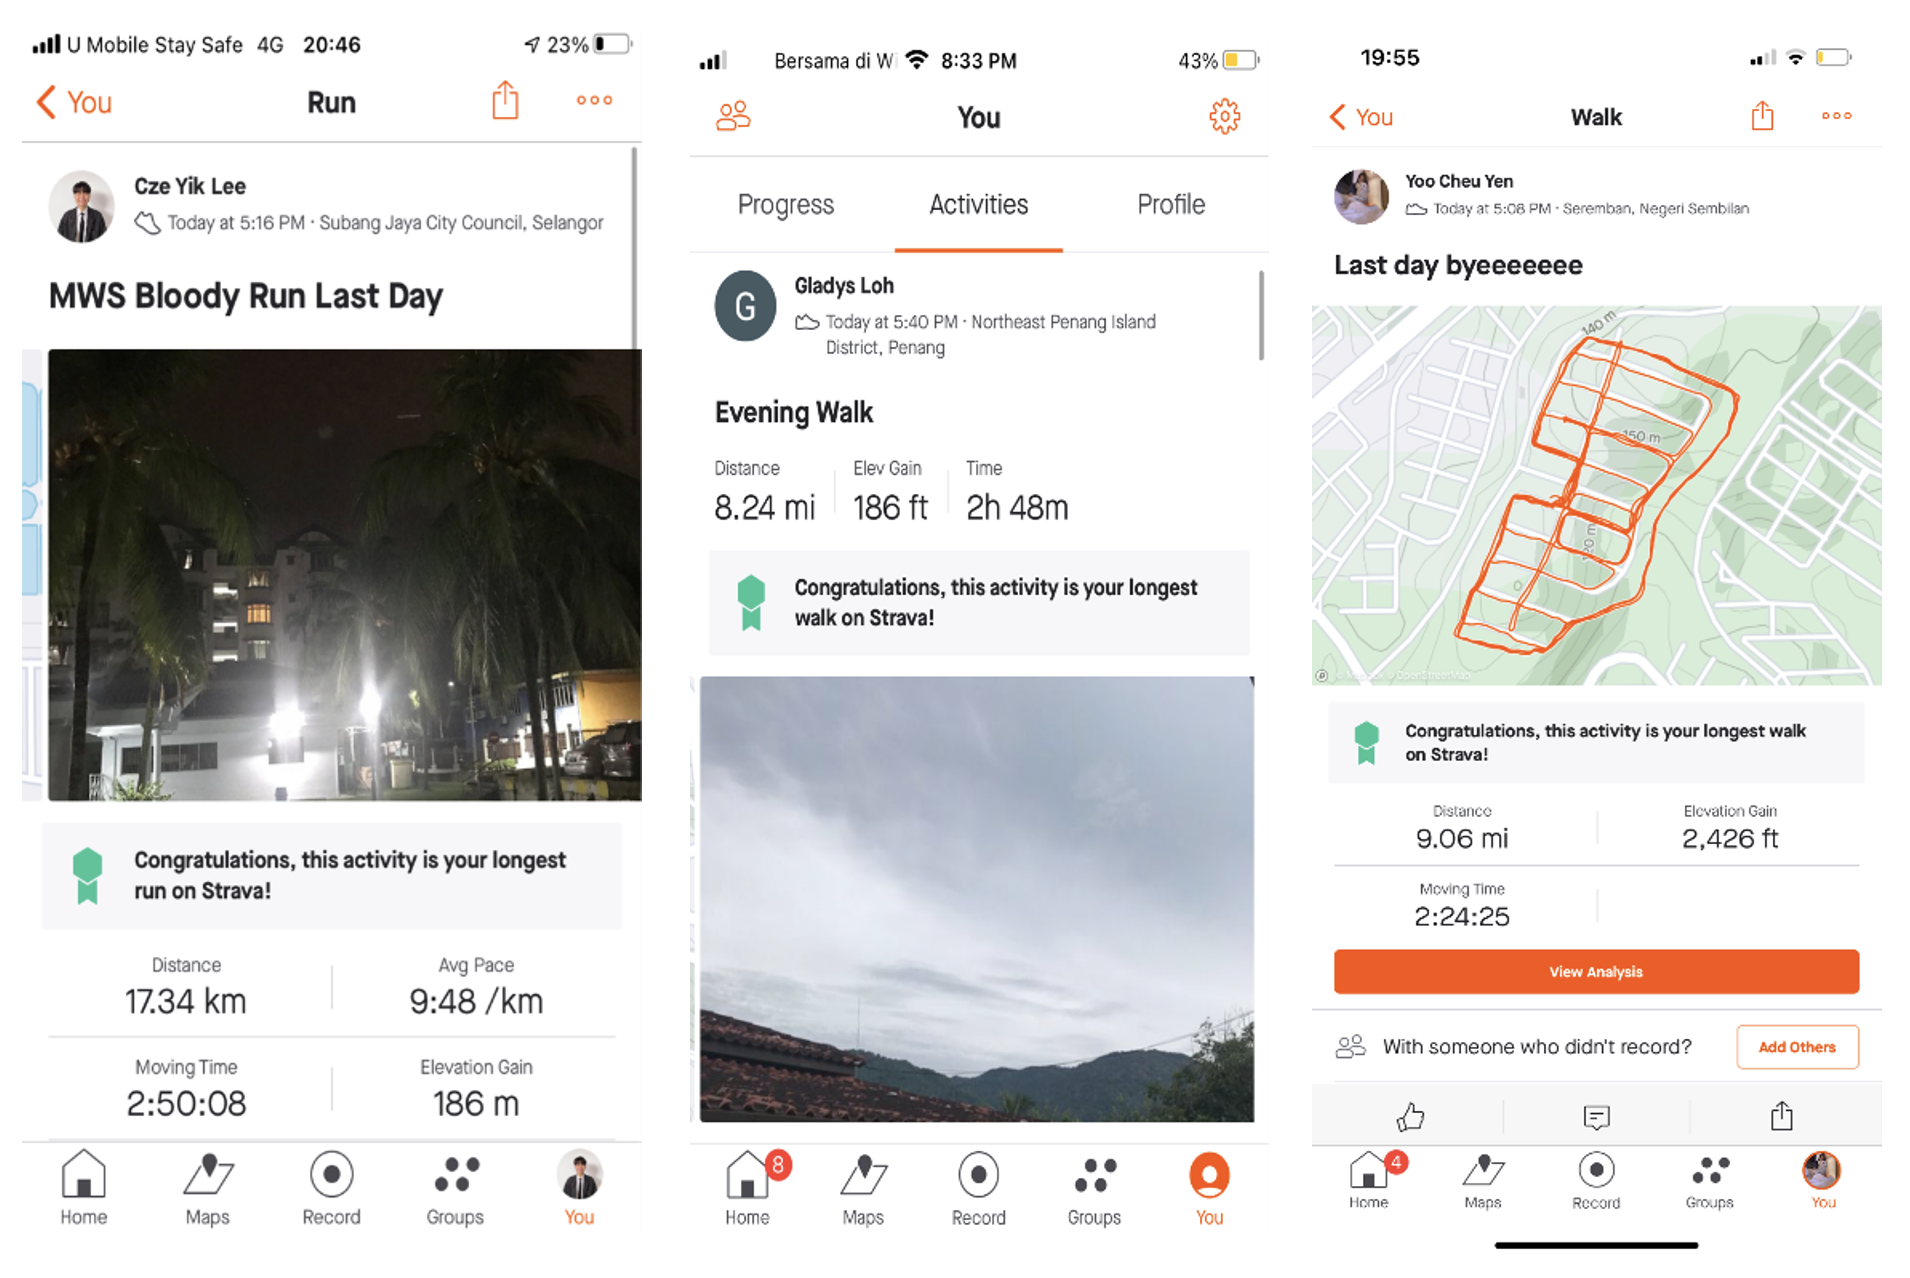 U Mobile Stay Safe 4G 20:46 23%
You Run
Cze Yik Lee
Today at 5:16 PM · Subang Jaya City Council, Selangor
MWS Bloody Run Last Day
Congratulations, this activity is your longest
run on Strava!
Distance Avg Pace
17.34 km 9:48 /km
Moving Time Elevation Gain
2:50:08 186 m
Home Maps Record Groups You
Bersama di Wi 8:33 PM 43%
You
Progress Activities Profile
G
Gladys Loh
Today at 5:40 PM · Northeast Penang Island
District, Penang
Evening Walk
Distance Elev Gain Time
8.24 mi 186 ft 2h 48m
Congratulations, this activity is your longest
walk on Strava!
8
Home Maps Record Groups You
19:55
You Walk
Yoo Cheu Yen
Today at 5:08 PM · Seremban, Negeri Sembilan
Last day byeeeeeee
140 m
150 m
© OpenStreetMap
Congratulations, this activity is your longest walk
on Strava!
Distance Elevation Gain
9.06 mi 2,426 ft
Moving Time
2:24:25
View Analysis
With someone who didn't record? Add Others
4
Home Maps Record Groups You